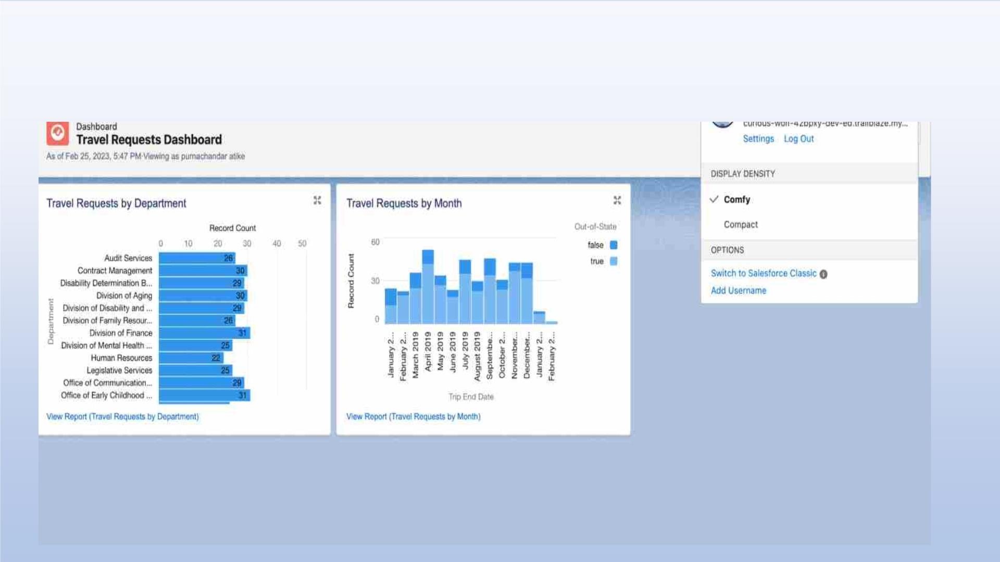 Dashboard
Travel Requests Dashboard
As of Feb 25, 2023, 5:47 PM·Viewing as purnachandar atike
Settings Log Out
DISPLAY DENSITY
Comfy
Compact
OPTIONS
Switch to Salesforce Classic
Add Username
Travel Requests by Department
Record Count
0 10 20 30 40 50
Department
Audit Services 26
Contract Management 30
Disability Determination B... 29
Division of Aging 30
Division of Disability and ... 29
Division of Family Resour... 26
Division of Finance 31
Division of Mental Health ... 25
Human Resources 22
Legislative Services 25
Office of Communication... 29
Office of Early Childhood ... 31
View Report (Travel Requests by Department)
Travel Requests by Month
Out-of-State
false
true
Record Count
60
30
0
January 2...
February 2...
March 2019
April 2019
May 2019
June 2019
July 2019
August 2019
Septembe...
October 2...
November...
December...
January 2...
February 2...
Trip End Date
View Report (Travel Requests by Month)